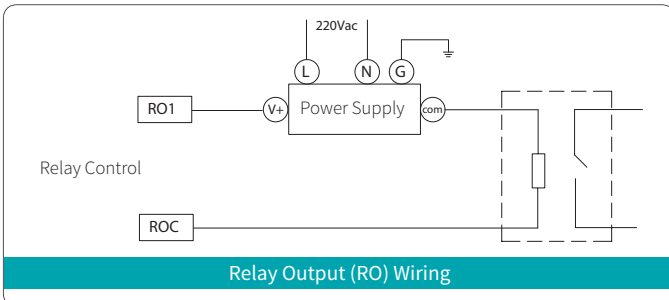 220Vac
L
N
G
RO1
V+
Power Supply
com
Relay Control
ROC
Relay Output (RO) Wiring